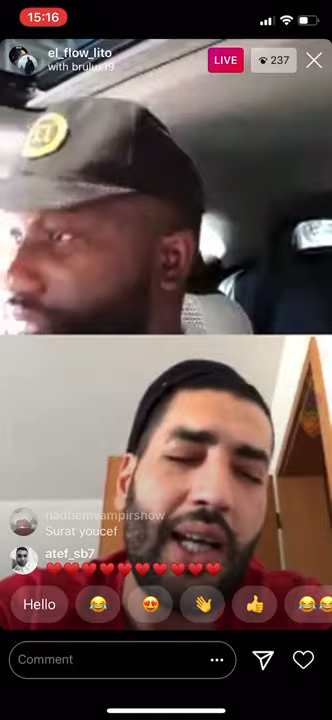 15:16
el_flow_lito
with brulux19
LIVE
237
nadhemvampirshow
Surat youcef
atef_sb7
Hello
Comment